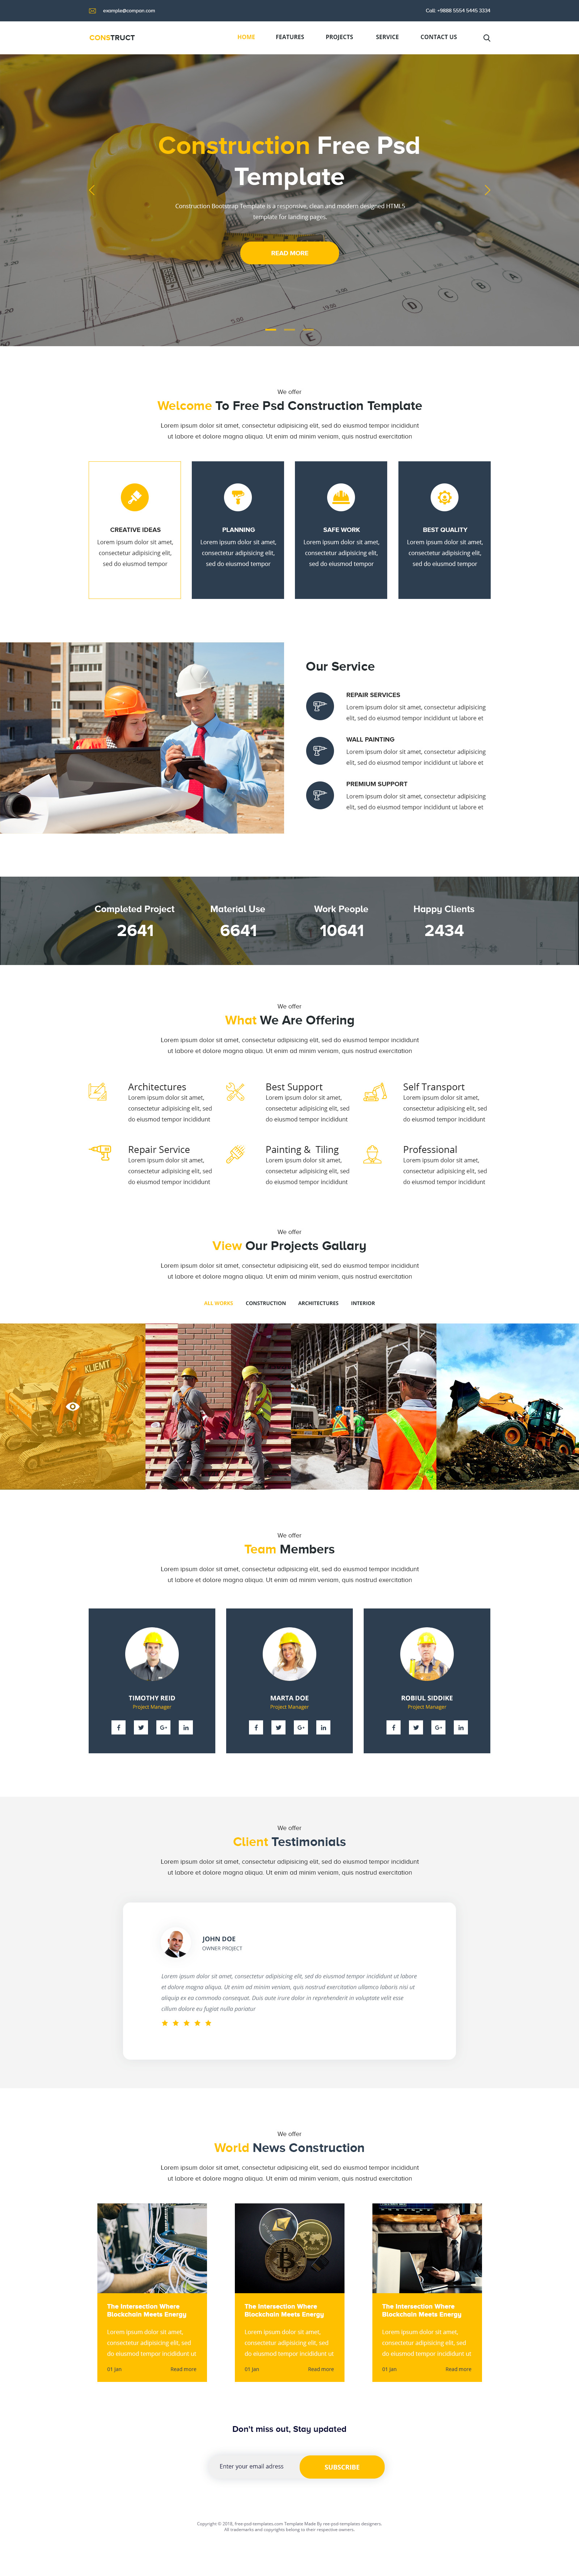 exompla@compon.com
Call: +9888 5554 5445 3334
CONSTRUCT
HOME FEATURES PROJECTS SERVICE CONTACT US
Construction Free Psd
Template
Construction Bootstrap Template is a responsive, clean and modern designed HTML5
template for landing pages.
READ MORE
We offer
Welcome To Free Psd Construction Template
Lorem ipsum dolor sit amet, consectetur adipisicing elit, sed do eiusmod tempor incididunt
ut labore et dolore magna aliqua. Ut enim ad minim veniam, quis nostrud exercitation
CREATIVE IDEAS
Lorem ipsum dolor sit amet,
consectetur adipisicing elit,
sed do eiusmod tempor
PLANNING
Lorem ipsum dolor sit amet,
consectetur adipisicing elit,
sed do eiusmod tempor
SAFE WORK
Lorem ipsum dolor sit amet,
consectetur adipisicing elit,
sed do eiusmod tempor
BEST QUALITY
Lorem ipsum dolor sit amet,
consectetur adipisicing elit,
sed do eiusmod tempor
Our Service
REPAIR SERVICES
Lorem ipsum dolor sit amet, consectetur adipisicing
elit, sed do eiusmod tempor incididunt ut labore et
WALL PAINTING
Lorem ipsum dolor sit amet, consectetur adipisicing
elit, sed do eiusmod tempor incididunt ut labore et
PREMIUM SUPPORT
Lorem ipsum dolor sit amet, consectetur adipisicing
elit, sed do eiusmod tempor incididunt ut labore et
Completed Project
2641
Material Use
6641
Work People
10641
Happy Clients
2434
We offer
What We Are Offering
Lorem ipsum dolor sit amet, consectetur adipisicing elit, sed do eiusmod tempor incididunt
ut labore et dolore magna aliqua. Ut enim ad minim veniam, quis nostrud exercitation
Architectures
Lorem ipsum dolor sit amet,
consectetur adipisicing elit, sed
do eiusmod tempor incididunt
Best Support
Lorem ipsum dolor sit amet,
consectetur adipisicing elit, sed
do eiusmod tempor incididunt
Self Transport
Lorem ipsum dolor sit amet,
consectetur adipisicing elit, sed
do eiusmod tempor incididunt
Repair Service
Lorem ipsum dolor sit amet,
consectetur adipisicing elit, sed
do eiusmod tempor incididunt
Painting & Tiling
Lorem ipsum dolor sit amet,
consectetur adipisicing elit, sed
do eiusmod tempor incididunt
Professional
Lorem ipsum dolor sit amet,
consectetur adipisicing elit, sed
do eiusmod tempor incididunt
We offer
View Our Projects Gallary
Lorem ipsum dolor sit amet, consectetur adipisicing elit, sed do eiusmod tempor incididunt
ut labore et dolore magna aliqua. Ut enim ad minim veniam, quis nostrud exercitation
ALL WORKS CONSTRUCTION ARCHITECTURES INTERIOR
KLIEMT
We offer
Team Members
Lorem ipsum dolor sit amet, consectetur adipisicing elit, sed do eiusmod tempor incididunt
ut labore et dolore magna aliqua. Ut enim ad minim veniam, quis nostrud exercitation
TIMOTHY REID
Project Manager
MARTA DOE
Project Manager
ROBIUL SIDDIKE
Project Manager
We offer
Client Testimonials
Lorem ipsum dolor sit amet, consectetur adipisicing elit, sed do eiusmod tempor incididunt
ut labore et dolore magna aliqua. Ut enim ad minim veniam, quis nostrud exercitation
JOHN DOE
OWNER PROJECT
Lorem ipsum dolor sit amet, consectetur adipisicing elit, sed do eiusmod tempor incididunt ut labore
et dolore magna aliqua. Ut enim ad minim veniam, quis nostrud exercitation ullamco laboris nisi ut
aliquip ex ea commodo consequat. Duis aute irure dolor in reprehenderit in voluptate velit esse
cillum dolore eu fugiat nulla pariatur
We offer
World News Construction
Lorem ipsum dolor sit amet, consectetur adipisicing elit, sed do eiusmod tempor incididunt
ut labore et dolore magna aliqua. Ut enim ad minim veniam, quis nostrud exercitation
The Intersection Where
Blockchain Meets Energy
Lorem ipsum dolor sit amet,
consectetur adipisicing elit, sed
do eiusmod tempor incididunt ut
01 Jan Read more
The Intersection Where
Blockchain Meets Energy
Lorem ipsum dolor sit amet,
consectetur adipisicing elit, sed
do eiusmod tempor incididunt ut
01 Jan Read more
The Intersection Where
Blockchain Meets Energy
Lorem ipsum dolor sit amet,
consectetur adipisicing elit, sed
do eiusmod tempor incididunt ut
01 Jan Read more
Don't miss out, Stay updated
Enter your email adress
SUBSCRIBE
Copyright © 2018, free-psd-templates.com Template Made By ree-psd-templates designers.
All trademarks and copyrights belong to their respective owners.